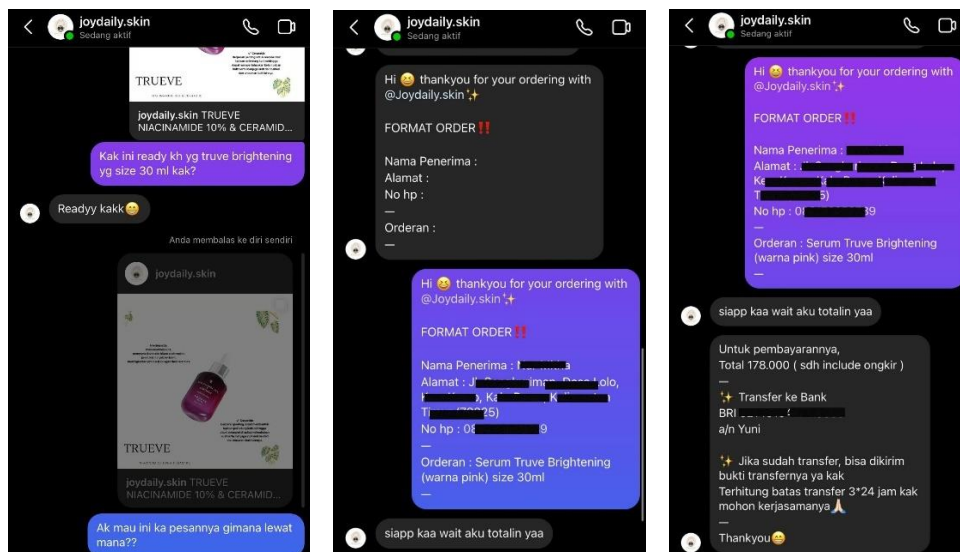 joydaily.skin
Sedang aktif
TRUEVE
joydaily.skin TRUEVE
NIACINAMIDE 10% & CERAMID...
Kak ini ready kh yg truve brightening
yg size 30 ml kak?
Readyy kakk😁
Anda membalas ke diri sendiri
joydaily.skin
TRUEVE
joydaily.skin TRUEVE
NIACINAMIDE 10% & CERAMID...
Ak mau ini ka pesannya gimana lewat
mana??
joydaily.skin
Sedang aktif
Hi 😄 thankyou for your ordering with
@Joydaily.skin✨
FORMAT ORDER‼️
Nama Penerima :
Alamat :
No hp :
—
Orderan :
—
Hi 😄 thankyou for your ordering with
@Joydaily.skin✨
FORMAT ORDER‼️
Nama Penerima :
Alamat :
No hp :
—
Orderan : Serum Truve Brightening
(warna pink) size 30ml
—
siapp kaa wait aku totalin yaa
joydaily.skin
Sedang aktif
Hi 😄 thankyou for your ordering with
@Joydaily.skin✨
FORMAT ORDER‼️
Nama Penerima :
Alamat :
No hp :
—
Orderan : Serum Truve Brightening
(warna pink) size 30ml
—
siapp kaa wait aku totalin yaa
Untuk pembayarannya,
Total 178.000 ( sdh include ongkir )
—
✨ Transfer ke Bank
BRI
a/n Yuni
✨ Jika sudah transfer, bisa dikirim
bukti transfernya ya kak
Terhitung batas transfer 3*24 jam kak
mohon kerjasamanya🙏🏻
—
Thankyou😁